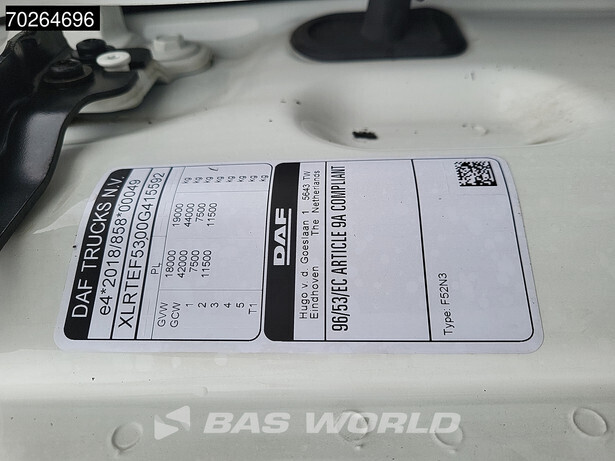 70264696
DAF TRUCKS N.V.
e4*2018/858*00049
XLRTEF5300G415592
PL
GVW 18000 19000 kg
GCW 42000 44000 kg
1 7500 7500 kg
2 11500 11500 kg
3 kg
4 kg
5 kg
T1 kg
DAF
Hugo v. d. Goeslaan 1 5643 TW
Eindhoven The Netherlands
96/53/EC ARTICLE 9A COMPLIANT
Type: F52N3
BAS WORLD